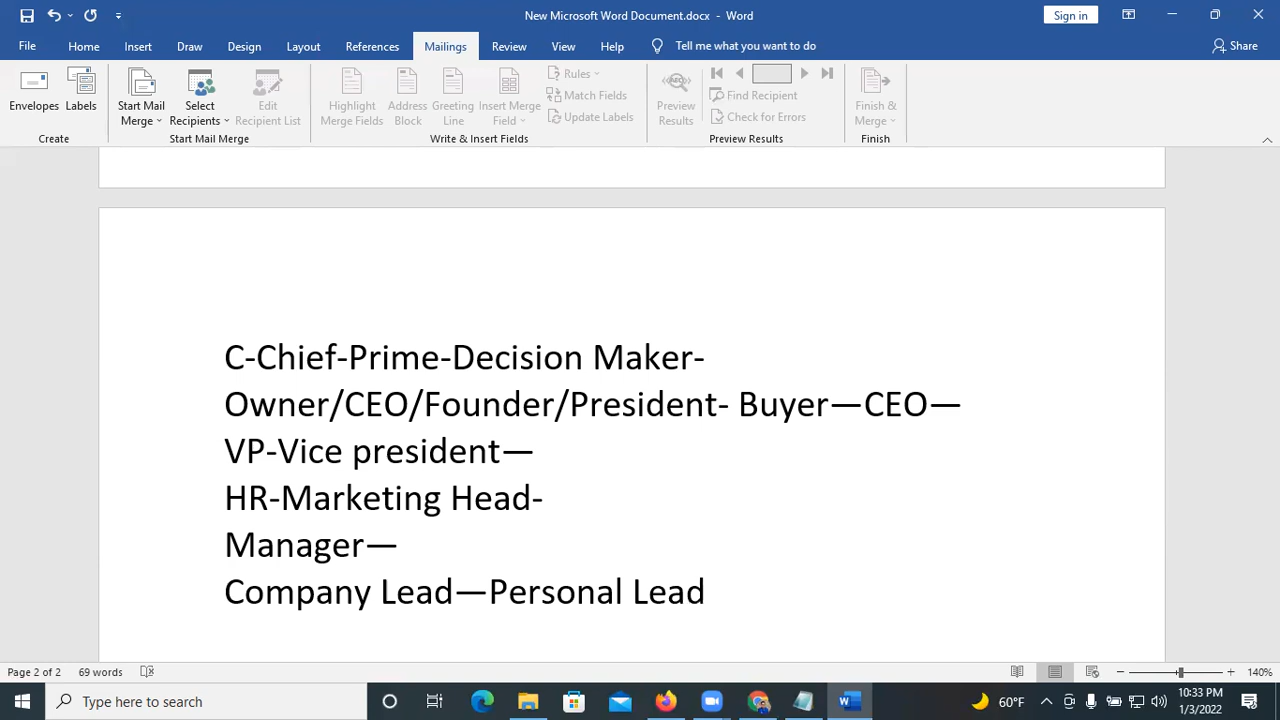 New Microsoft Word Document.docx - Word
Sign in
File Home Insert Draw Design Layout References Mailings Review View Help Tell me what you want to do Share
Envelopes Labels
Create
Start Mail Merge Select Recipients Edit Recipient List
Start Mail Merge
Highlight Merge Fields Address Block Greeting Line Insert Merge Field
Rules
Match Fields
Update Labels
Write & Insert Fields
ABC
Preview Results
Find Recipient
Check for Errors
Preview Results
Finish & Merge
Finish
C-Chief-Prime-Decision Maker-
Owner/CEO/Founder/President- Buyer—CEO—
VP-Vice president—
HR-Marketing Head-
Manager—
Company Lead—Personal Lead
Page 2 of 2 69 words 140%
Type here to search
60°F
10:33 PM
1/3/2022